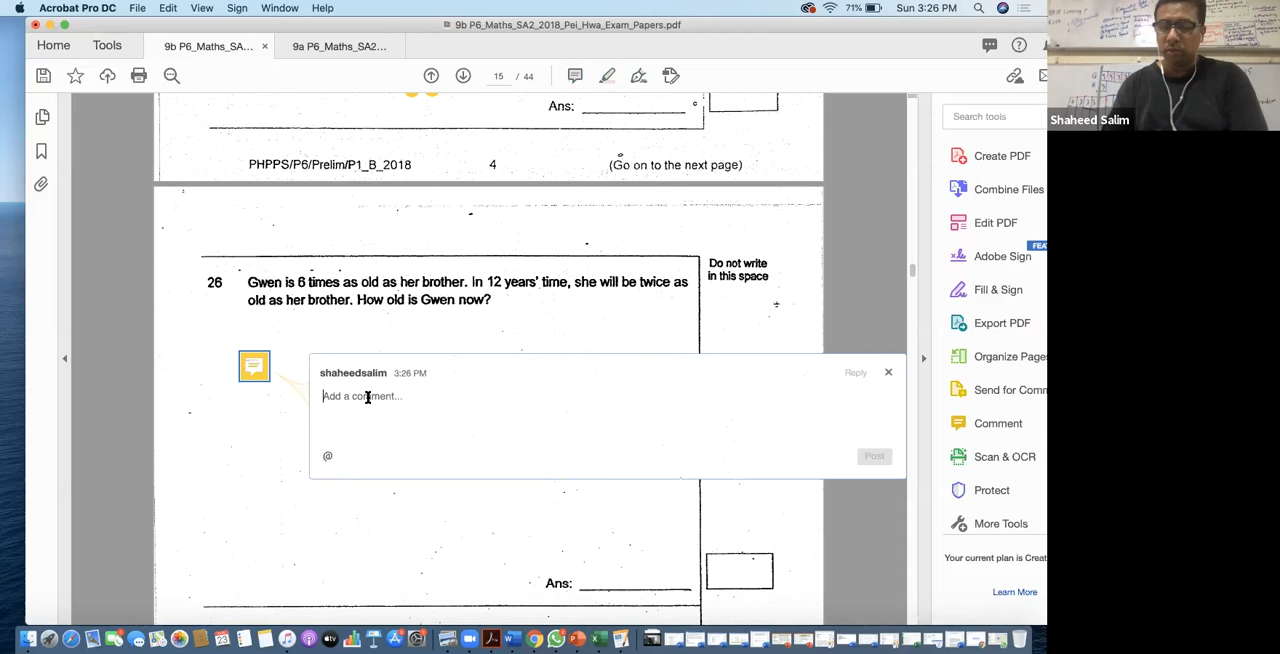 Acrobat Pro DC File Edit View Sign Window Help 71% Sun 3:26 PM
9b P6_Maths_SA2_2018_Pei_Hwa_Exam_Papers.pdf
Home Tools 9b P6_Maths_SA... × 9a P6_Maths_SA2...
15 / 44
Ans:
PHPPS/P6/Prelim/P1_B_2018 4 (Go on to the next page)
Do not write
in this space
26 Gwen is 6 times as old as her brother. In 12 years' time, she will be twice as
old as her brother. How old is Gwen now?
shaheedsalim 3:26 PM Reply
Add a comment...
@ Post
Ans:
Search tools
Create PDF
Combine Files
Edit PDF
FEA
Adobe Sign
Fill & Sign
Export PDF
Organize Pages
Send for Comm
Comment
Scan & OCR
Protect
More Tools
Your current plan is Creat
Learn More
Shaheed Salim